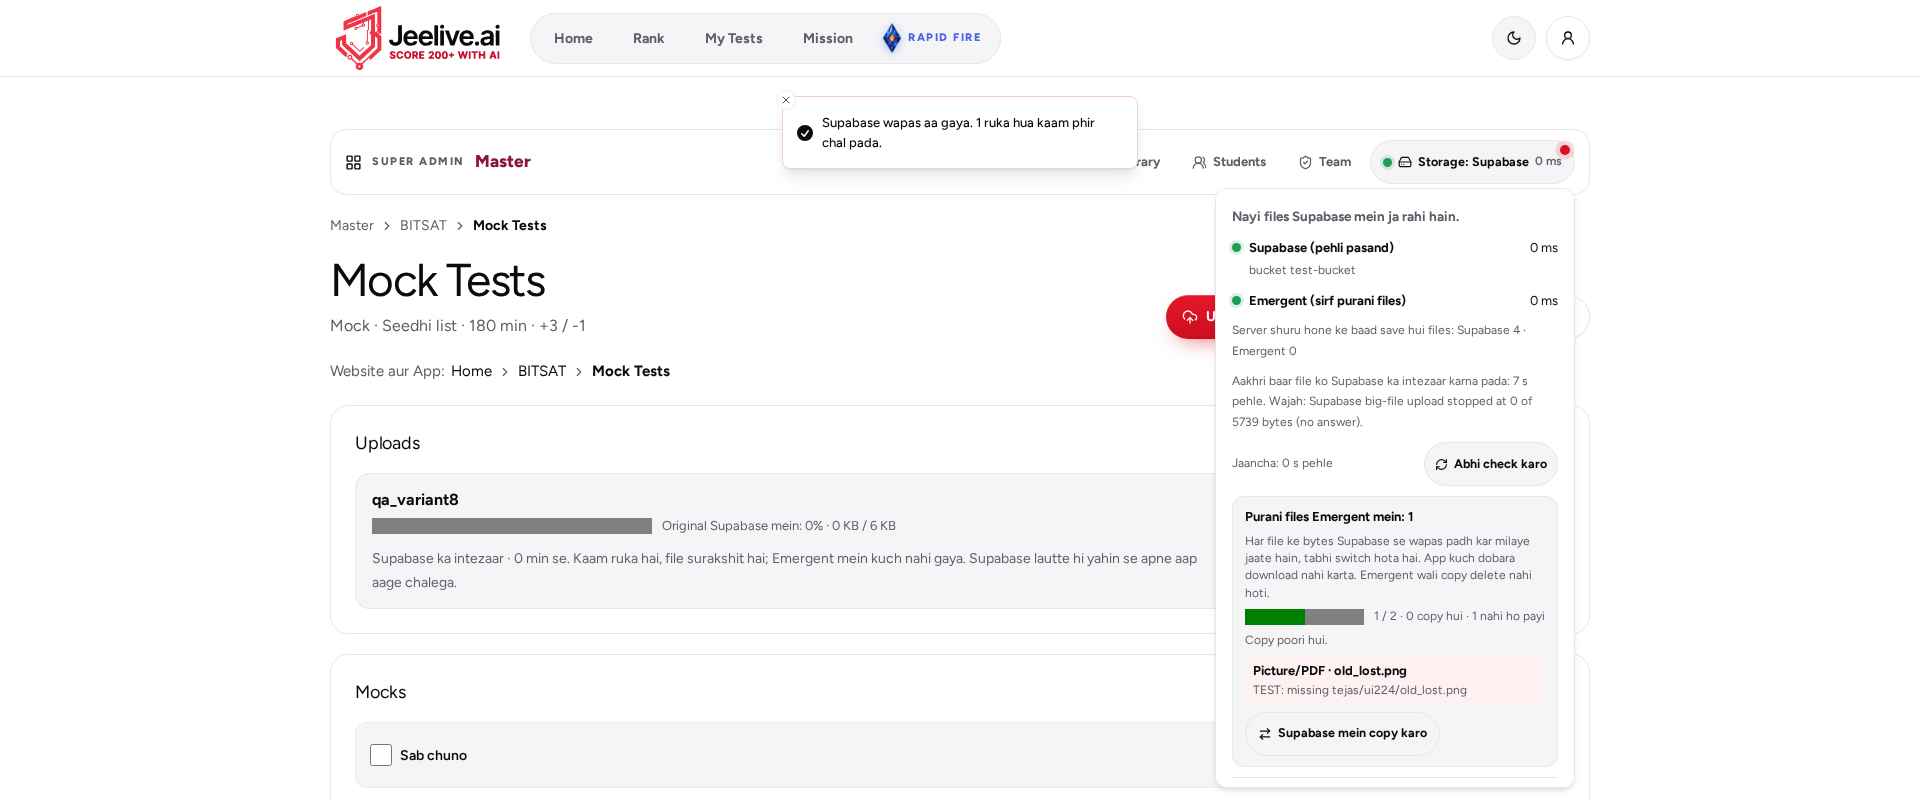 Jeelive.ai
SCORE 200+ WITH AI
Home
Rank
My Tests
Mission
RAPID FIRE
Supabase wapas aa gaya. 1 ruka hua kaam phir
chal pada.
SUPER ADMIN
Master
Students
Team
Storage: Supabase
0 ms
Master
BITSAT
Mock Tests
Mock Tests
Mock · Seedhi list · 180 min · +3 / -1
Website aur App:
Home
BITSAT
Mock Tests
Uploads
qa_variant8
Original Supabase mein: 0% · 0 KB / 6 KB
Supabase ka intezaar · 0 min se. Kaam ruka hai, file surakshit hai; Emergent mein kuch nahi gaya. Supabase lautte hi yahin se apne aap
aage chalega.
Mocks
Sab chuno
Nayi files Supabase mein ja rahi hain.
Supabase (pehli pasand)
0 ms
bucket test-bucket
Emergent (sirf purani files)
0 ms
Server shuru hone ke baad save hui files: Supabase 4 ·
Emergent 0
Aakhri baar file ko Supabase ka intezaar karna pada: 7 s
pehle. Wajah: Supabase big-file upload stopped at 0 of
5739 bytes (no answer).
Jaancha: 0 s pehle
Abhi check karo
Purani files Emergent mein: 1
Har file ke bytes Supabase se wapas padh kar milaye
jaate hain, tabhi switch hota hai. App kuch dobara
download nahi karta. Emergent wali copy delete nahi
hoti.
1 / 2 · 0 copy hui · 1 nahi ho payi
Copy poori hui.
Picture/PDF · old_lost.png
TEST: missing tejas/ui224/old_lost.png
Supabase mein copy karo